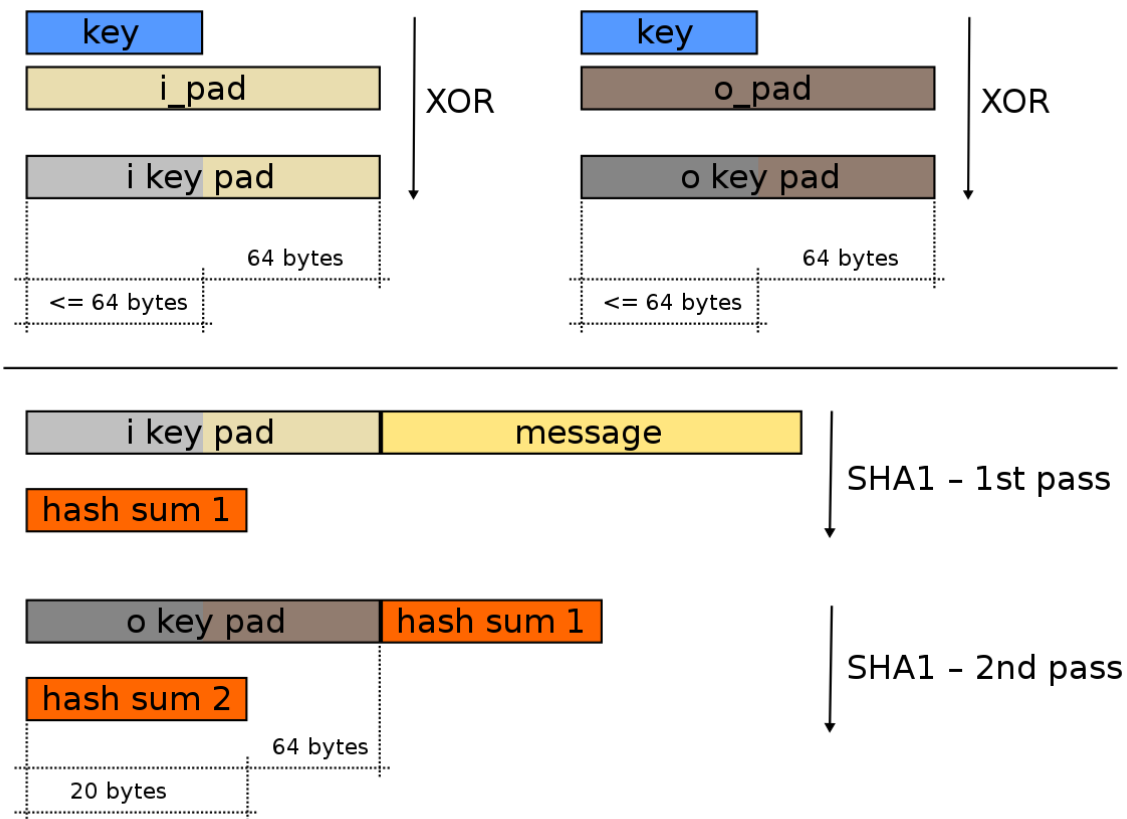 key
i_pad
XOR
i key pad
64 bytes
<= 64 bytes
key
o_pad
XOR
o key pad
64 bytes
<= 64 bytes
i key pad
message
SHA1 – 1st pass
hash sum 1
o key pad
hash sum 1
SHA1 – 2nd pass
hash sum 2
64 bytes
20 bytes